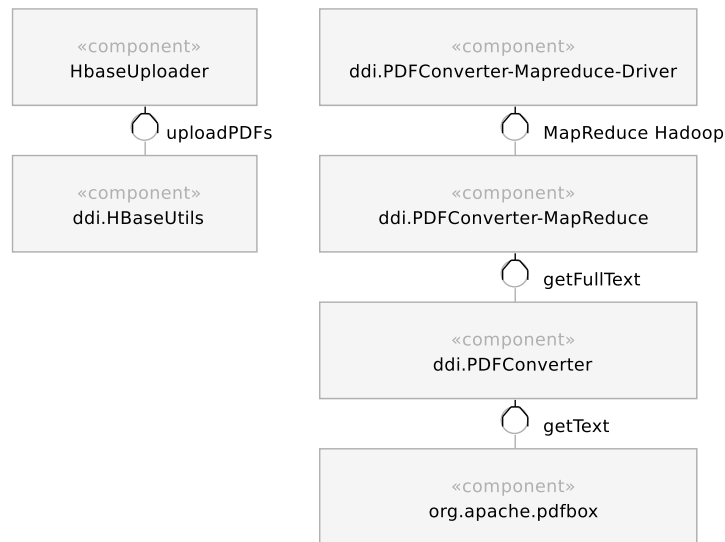 «component»
HbaseUploader
uploadPDFs
«component»
ddi.HBaseUtils
«component»
ddi.PDFConverter-Mapreduce-Driver
MapReduce Hadoop
«component»
ddi.PDFConverter-MapReduce
getFullText
«component»
ddi.PDFConverter
getText
«component»
org.apache.pdfbox